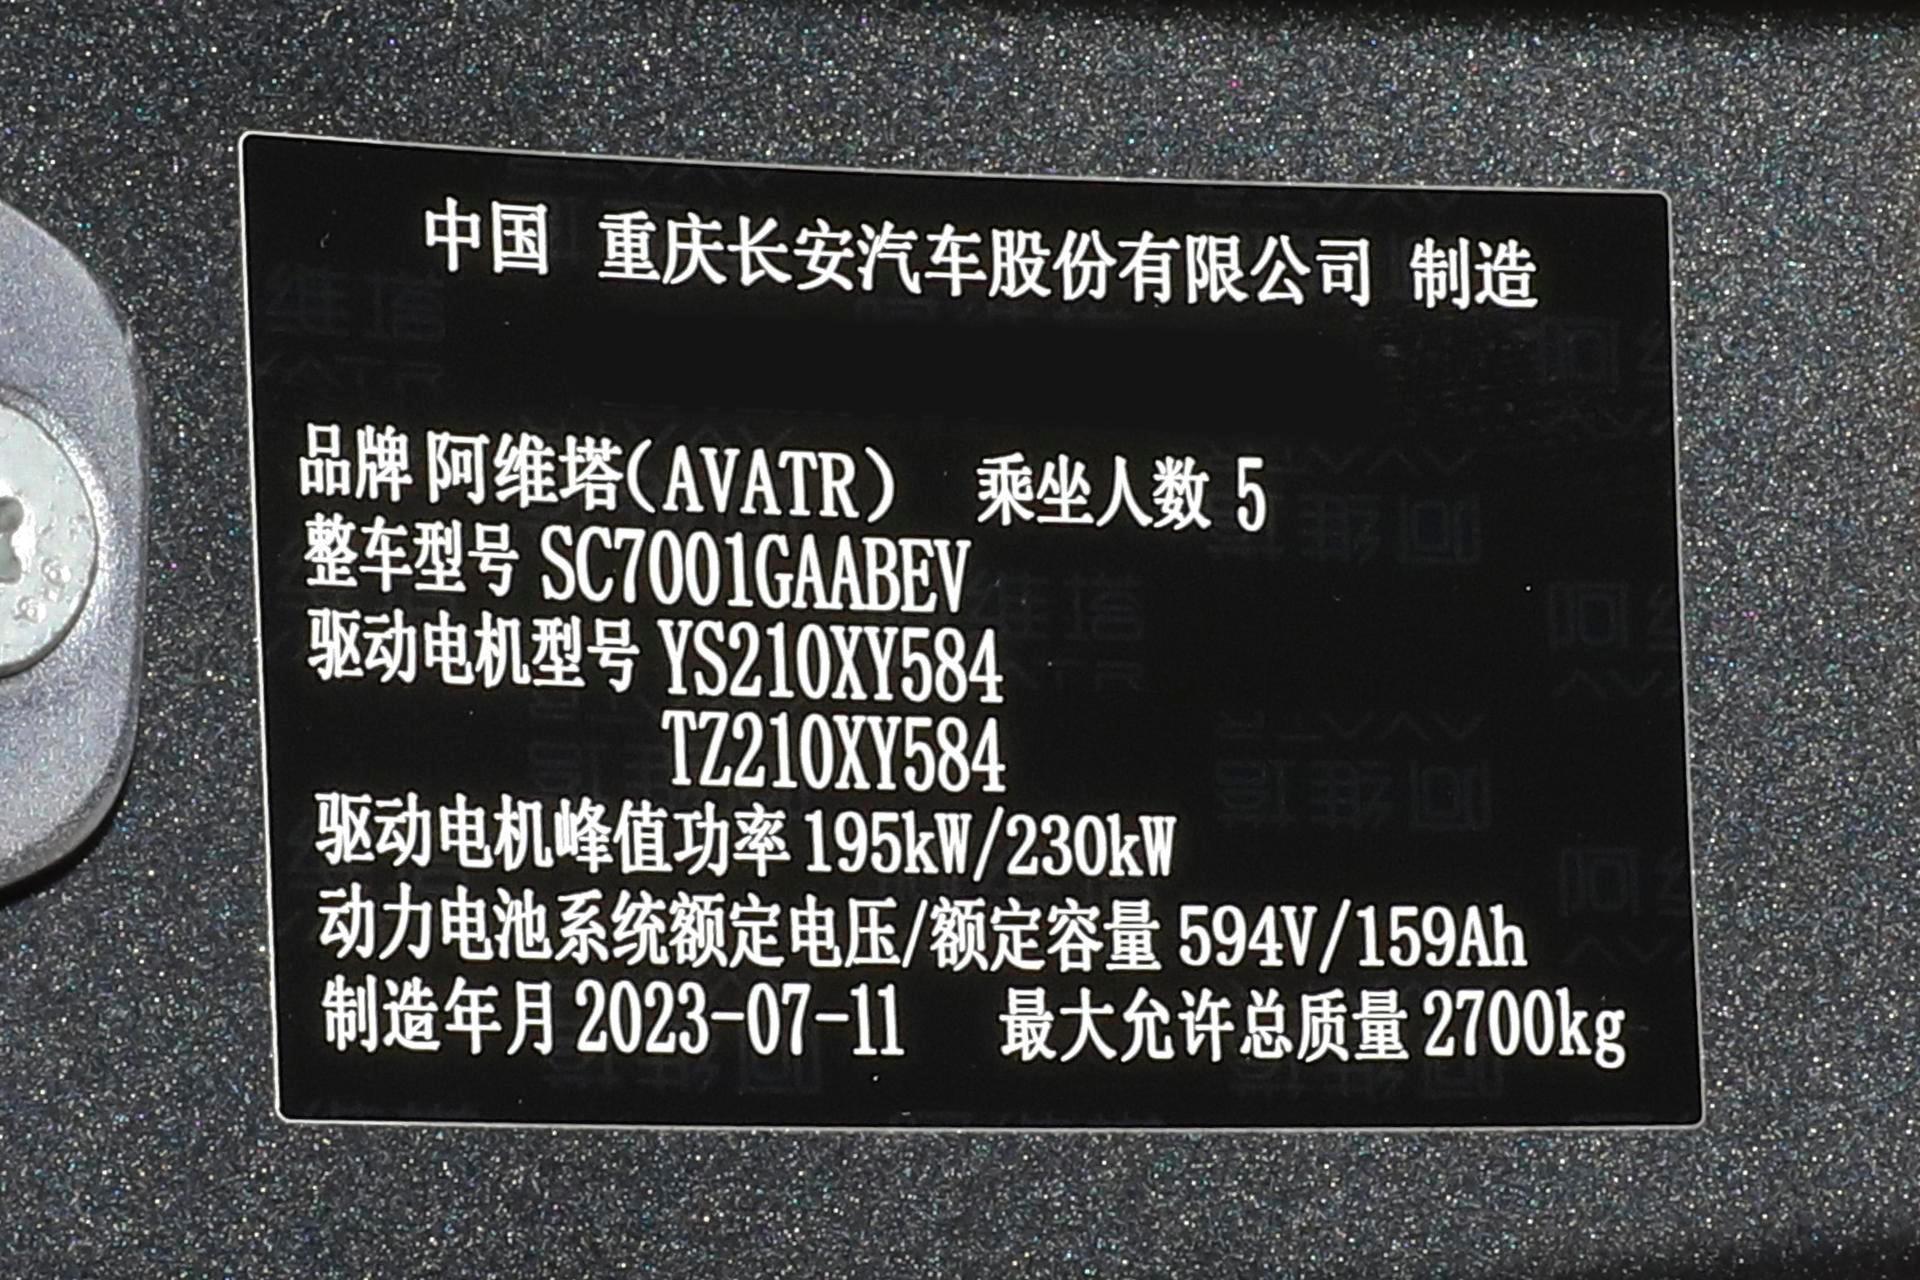 中国 重庆长安汽车股份有限公司 制造
品牌 阿维塔(AVATR) 乘坐人数 5
整车型号 SC7001GAABEV
驱动电机型号 YS210XY584
TZ210XY584
驱动电机峰值功率 195kW/230kW
动力电池系统额定电压/额定容量 594V/159Ah
制造年月 2023-07-11 最大允许总质量 2700kg